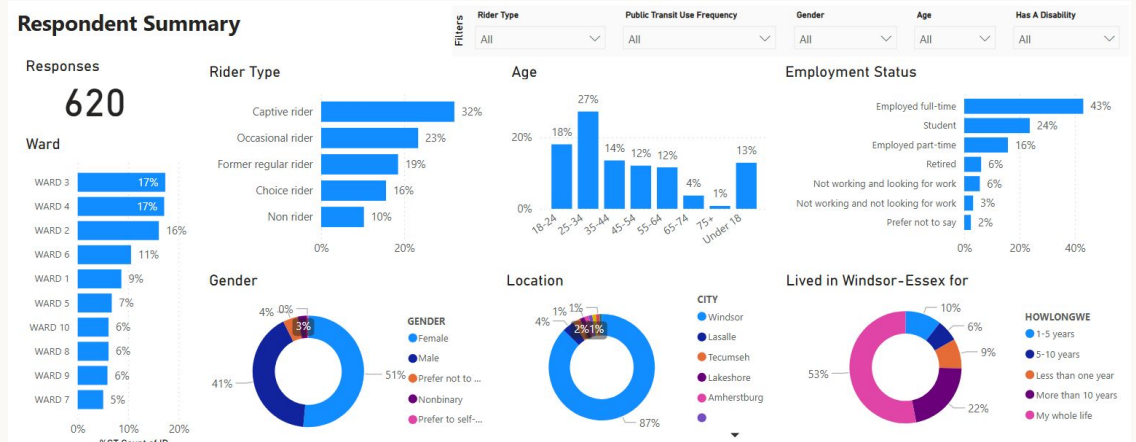 Respondent Summary
Filters
Rider Type
All
Public Transit Use Frequency
All
Gender
All
Age
All
Has A Disability
All
Responses
620
Ward
WARD 3
17%
WARD 4
17%
WARD 2
16%
WARD 6
11%
WARD 1
9%
WARD 5
7%
WARD 10
6%
WARD 8
6%
WARD 9
6%
WARD 7
5%
0%
10%
20%
Rider Type
Captive rider
32%
Occasional rider
23%
Former regular rider
19%
Choice rider
16%
Non rider
10%
0%
20%
Age
20%
0%
18%
27%
14%
12%
12%
4%
1%
13%
18-24
25-34
35-44
45-54
55-64
65-74
75+
Under 18
Employment Status
Employed full-time
43%
Student
24%
Employed part-time
16%
Retired
6%
Not working and looking for work
6%
Not working and not looking for work
3%
Prefer not to say
2%
0%
20%
40%
Gender
4%
0%
3%
41%
51%
GENDER
Female
Male
Prefer not to ...
Nonbinary
Prefer to self-...
Location
1%
1%
4%
2%
1%
87%
CITY
Windsor
Lasalle
Tecumseh
Lakeshore
Amherstburg
Lived in Windsor-Essex for
10%
6%
9%
22%
53%
HOWLONGWE
1-5 years
5-10 years
Less than one year
More than 10 years
My whole life